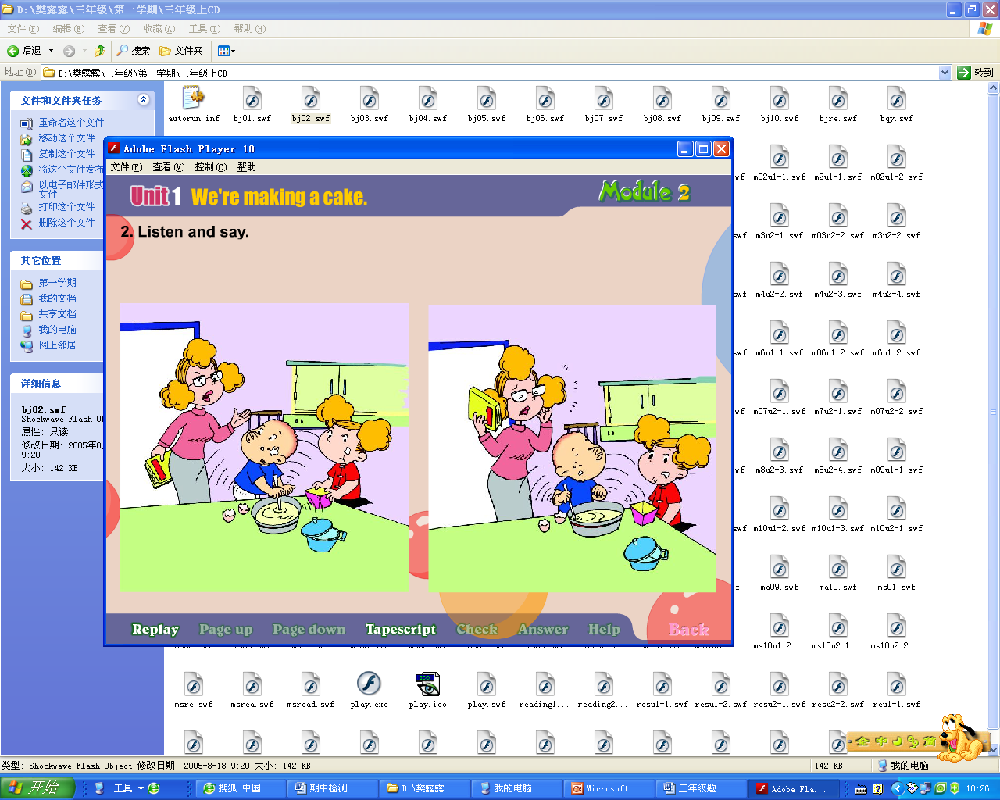 D:\樊露露\三年级\第一学期\三年级上CD
文件(F) 编辑(E) 查看(V) 收藏(A) 工具(T) 帮助(H)
后退 搜索 文件夹
地址(D) D:\樊露露\三年级\第一学期\三年级上CD 转到
文件和文件夹任务
重命名这个文件
移动这个文件
复制这个文件
将这个文件发布
以电子邮件形式
文件
打印这个文件
删除这个文件
其它位置
第一学期
我的文档
共享文档
我的电脑
网上邻居
详细信息
bj02.swf
Shockwave Flash Ob
属性: 只读
修改日期: 2005年8
9:20
大小: 142 KB
autorun.inf bj01.swf bj02.swf bj03.swf bj04.swf bj05.swf bj06.swf bj07.swf bj08.swf bj09.swf bj10.swf bjre.swf bqy.swf
m02u1-1.swf m2u1-1.swf m02u1-2.swf
m3u2-1.swf m03u2-2.swf m3u2-2.swf
m4u2-2.swf m4u2-3.swf m4u2-4.swf
m6u1-1.swf m06u1-2.swf m6u1-2.swf
m07u2-1.swf m7u2-1.swf m07u2-2.swf
m8u2-3.swf m8u2-4.swf m09u1-1.swf
m10u1-2.swf m10u1-3.swf m10u2-1.swf
ma09.swf ma10.swf ms01.swf
ms10u1-2... ms10u2-1... ms10u2-2...
msre.swf msrea.swf msread.swf play.exe play.ico play.swf reading1... reading2... resu1-1.swf resu1-2.swf resu2-1.swf resu2-2.swf reu1-1.swf
Adobe Flash Player 10
文件(F) 查看(V) 控制(C) 帮助
Unit 1 We're making a cake. Module 2
2. Listen and say.
Replay Page up Page down Tapescript Check Answer Help Back
全 中 简
类型: Shockwave Flash Object 修改日期: 2005-8-18 9:20 大小: 142 KB 142 KB 我的电脑
开始 工具 搜狐-中国... 期中检测... D:\樊露露... 我的电脑 Microsoft... 三年级题... Adobe Fla... 18:26